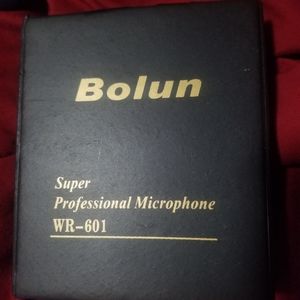 Bolun
Super
Professional Microphone
WR-601